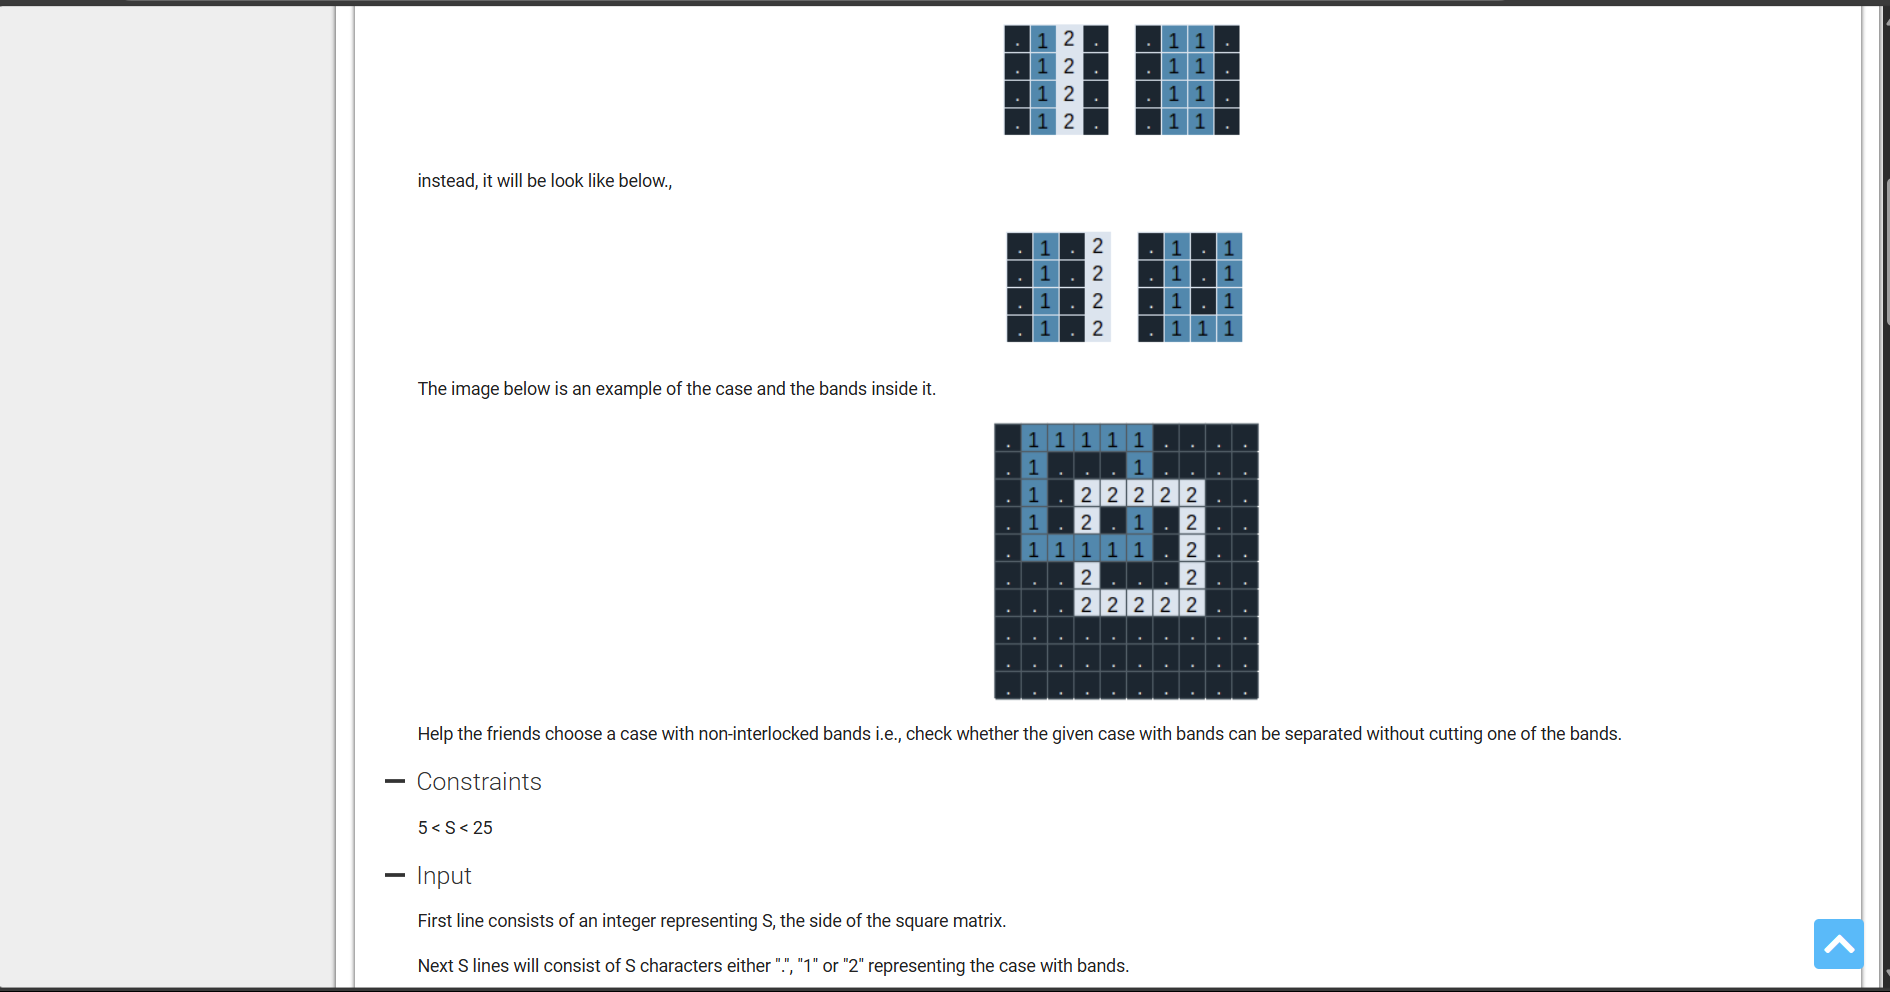 . 1 2 . . 1 1 .
. 1 2 . . 1 1 .
. 1 2 . . 1 1 .
. 1 2 . . 1 1 .
instead, it will be look like below.,
. 1 . 2 . 1 . 1
. 1 . 2 . 1 . 1
. 1 . 2 . 1 . 1
. 1 . 2 . 1 1 1
The image below is an example of the case and the bands inside it.
. 1 1 1 1 1 . . . .
. 1 . . . 1 . . . .
. 1 . 2 2 2 2 2 . .
. 1 . 2 . 1 . 2 . .
. 1 1 1 1 1 . 2 . .
. . . 2 . . . 2 . .
. . . 2 2 2 2 2 . .
. . . . . . . . . .
. . . . . . . . . .
. . . . . . . . . .
Help the friends choose a case with non-interlocked bands i.e., check whether the given case with bands can be separated without cutting one of the bands.
Constraints
5 < S < 25
Input
First line consists of an integer representing S, the side of the square matrix.
Next S lines will consist of S characters either ".", "1" or "2" representing the case with bands.